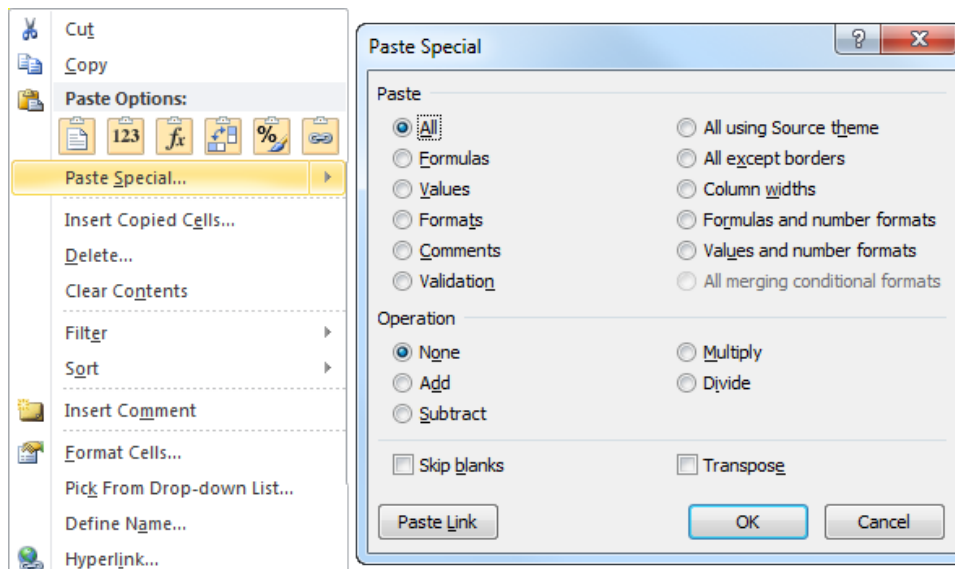 Cut
Copy
Paste Options:
123 fx %
Paste Special...
Insert Copied Cells...
Delete...
Clear Contents
Filter
Sort
Insert Comment
Format Cells...
Pick From Drop-down List...
Define Name...
Hyperlink...
Paste Special ? X
Paste
All
All using Source theme
Formulas
All except borders
Values
Column widths
Formats
Formulas and number formats
Comments
Values and number formats
Validation
All merging conditional formats
Operation
None
Multiply
Add
Divide
Subtract
Skip blanks
Transpose
Paste Link
OK
Cancel